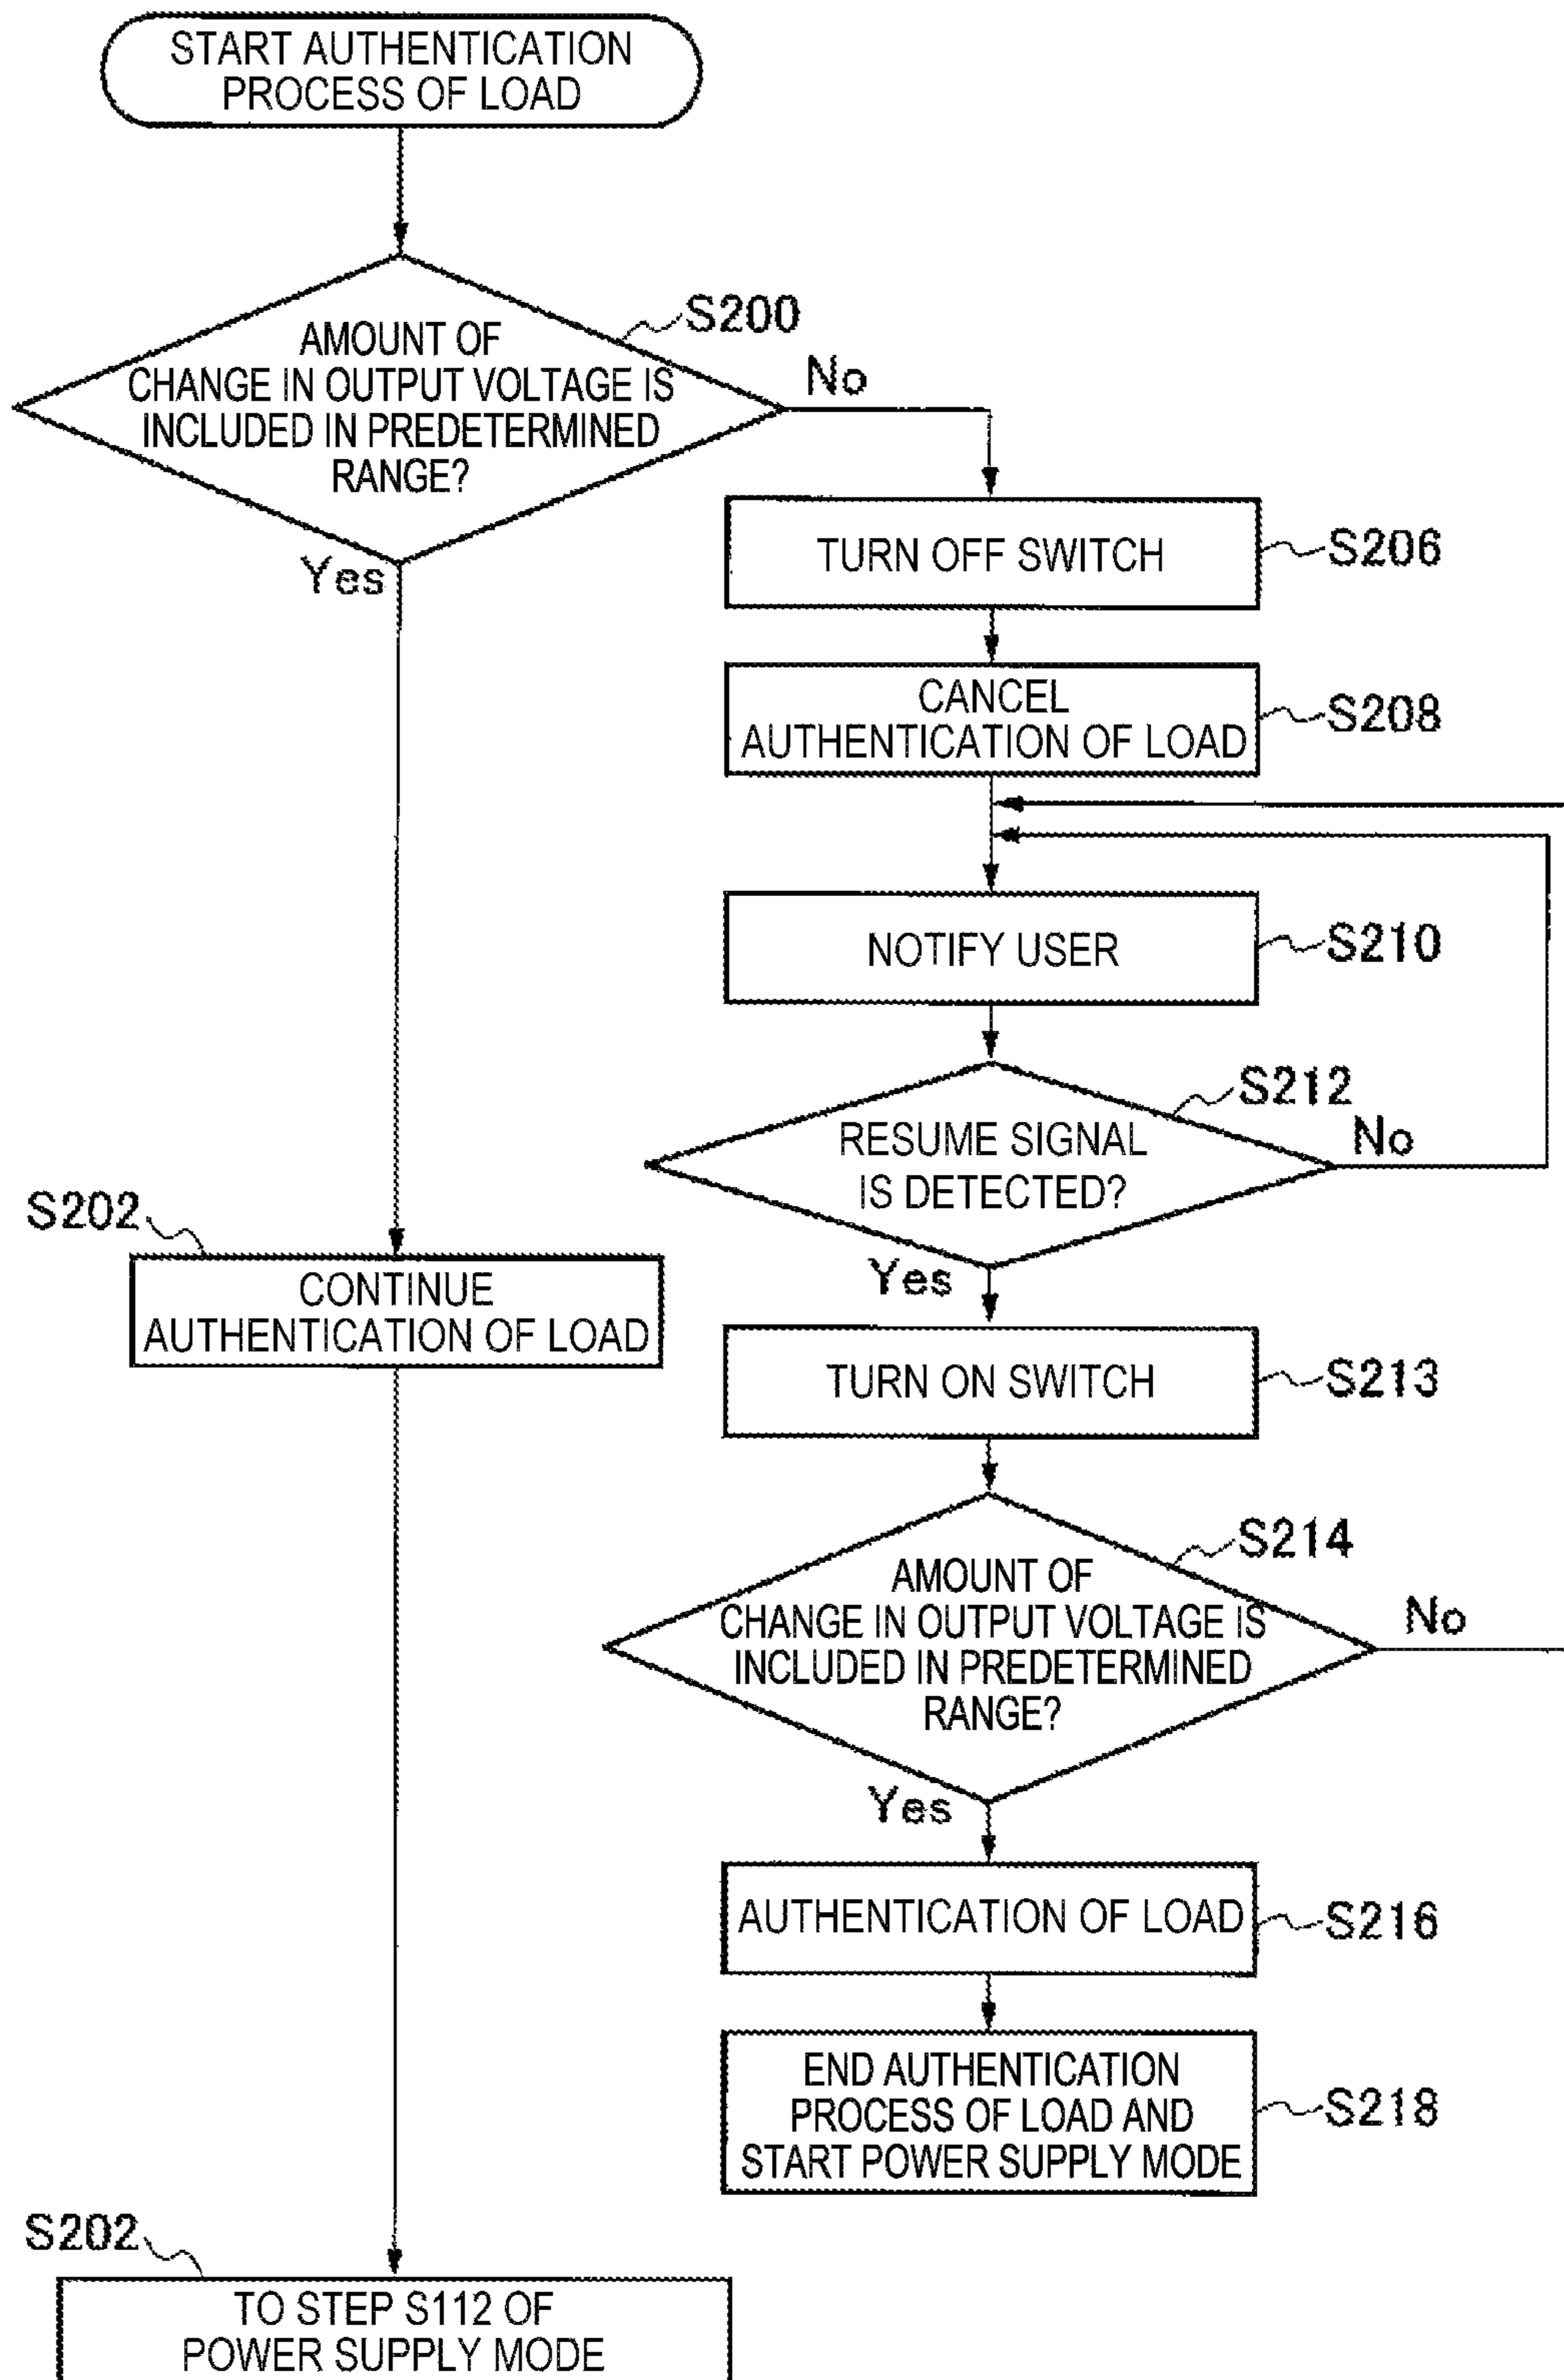 START AUTHENTICATION
PROCESS OF LOAD
S200
AMOUNT OF
CHANGE IN OUTPUT VOLTAGE IS
INCLUDED IN PREDETERMINED
RANGE?
No
Yes
TURN OFF SWITCH
S206
CANCEL
AUTHENTICATION OF LOAD
S208
NOTIFY USER
S210
S212
RESUME SIGNAL
IS DETECTED?
No
Yes
S202
CONTINUE
AUTHENTICATION OF LOAD
TURN ON SWITCH
S213
S214
AMOUNT OF
CHANGE IN OUTPUT VOLTAGE IS
INCLUDED IN PREDETERMINED
RANGE?
No
Yes
AUTHENTICATION OF LOAD
S216
END AUTHENTICATION
PROCESS OF LOAD AND
START POWER SUPPLY MODE
S218
S202
TO STEP S112 OF
POWER SUPPLY MODE